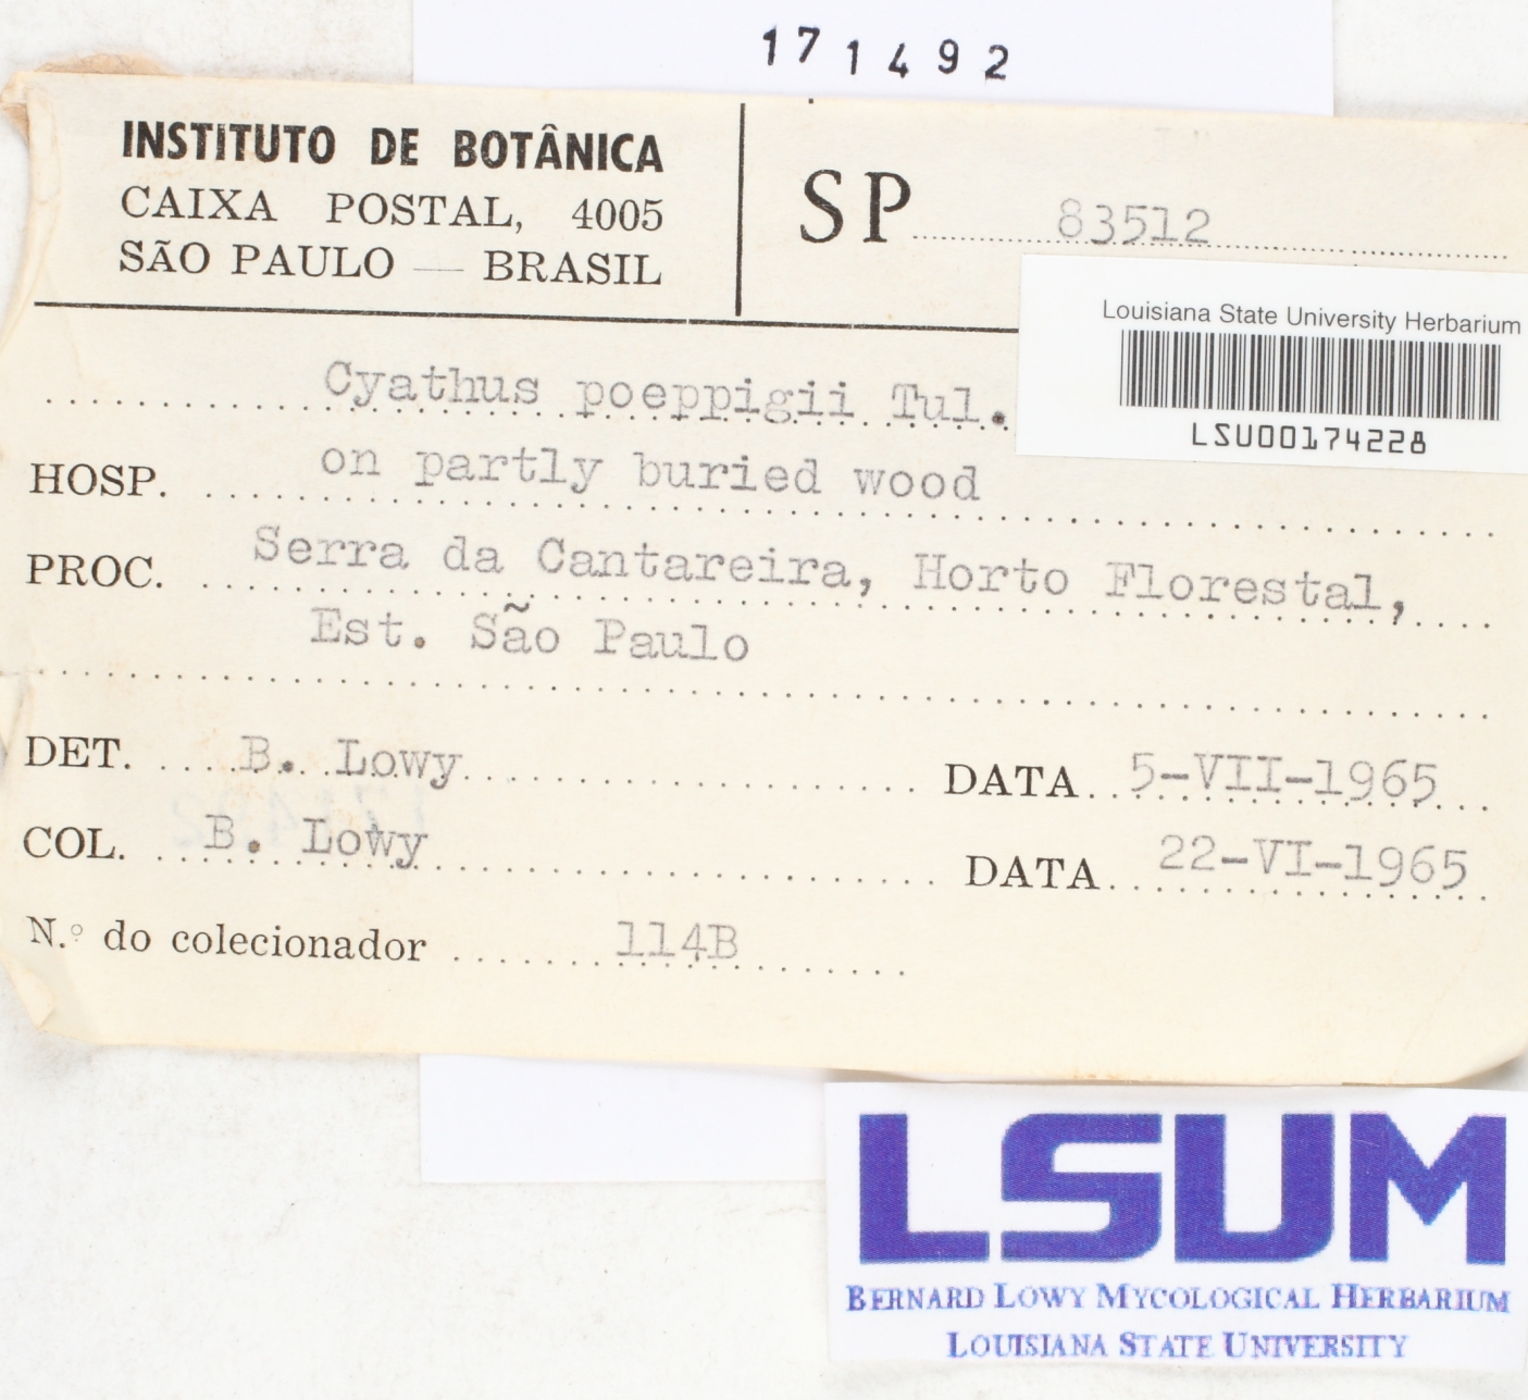 171492
INSTITUTO DE BOTÂNICA
CAIXA POSTAL, 4005
SÃO PAULO — BRASIL
SP 83512
Louisiana State University Herbarium
LSU00174228
Cyathus poeppigii Tul.
HOSP. on partly buried wood
PROC. Serra da Cantareira, Horto Florestal,
Est. São Paulo
DET. B. Lowy DATA 5-VII-1965
COL. B. Lowy DATA 22-VI-1965
N.º do colecionador 114B
LSUM
BERNARD LOWY MYCOLOGICAL HERBARIUM
LOUISIANA STATE UNIVERSITY